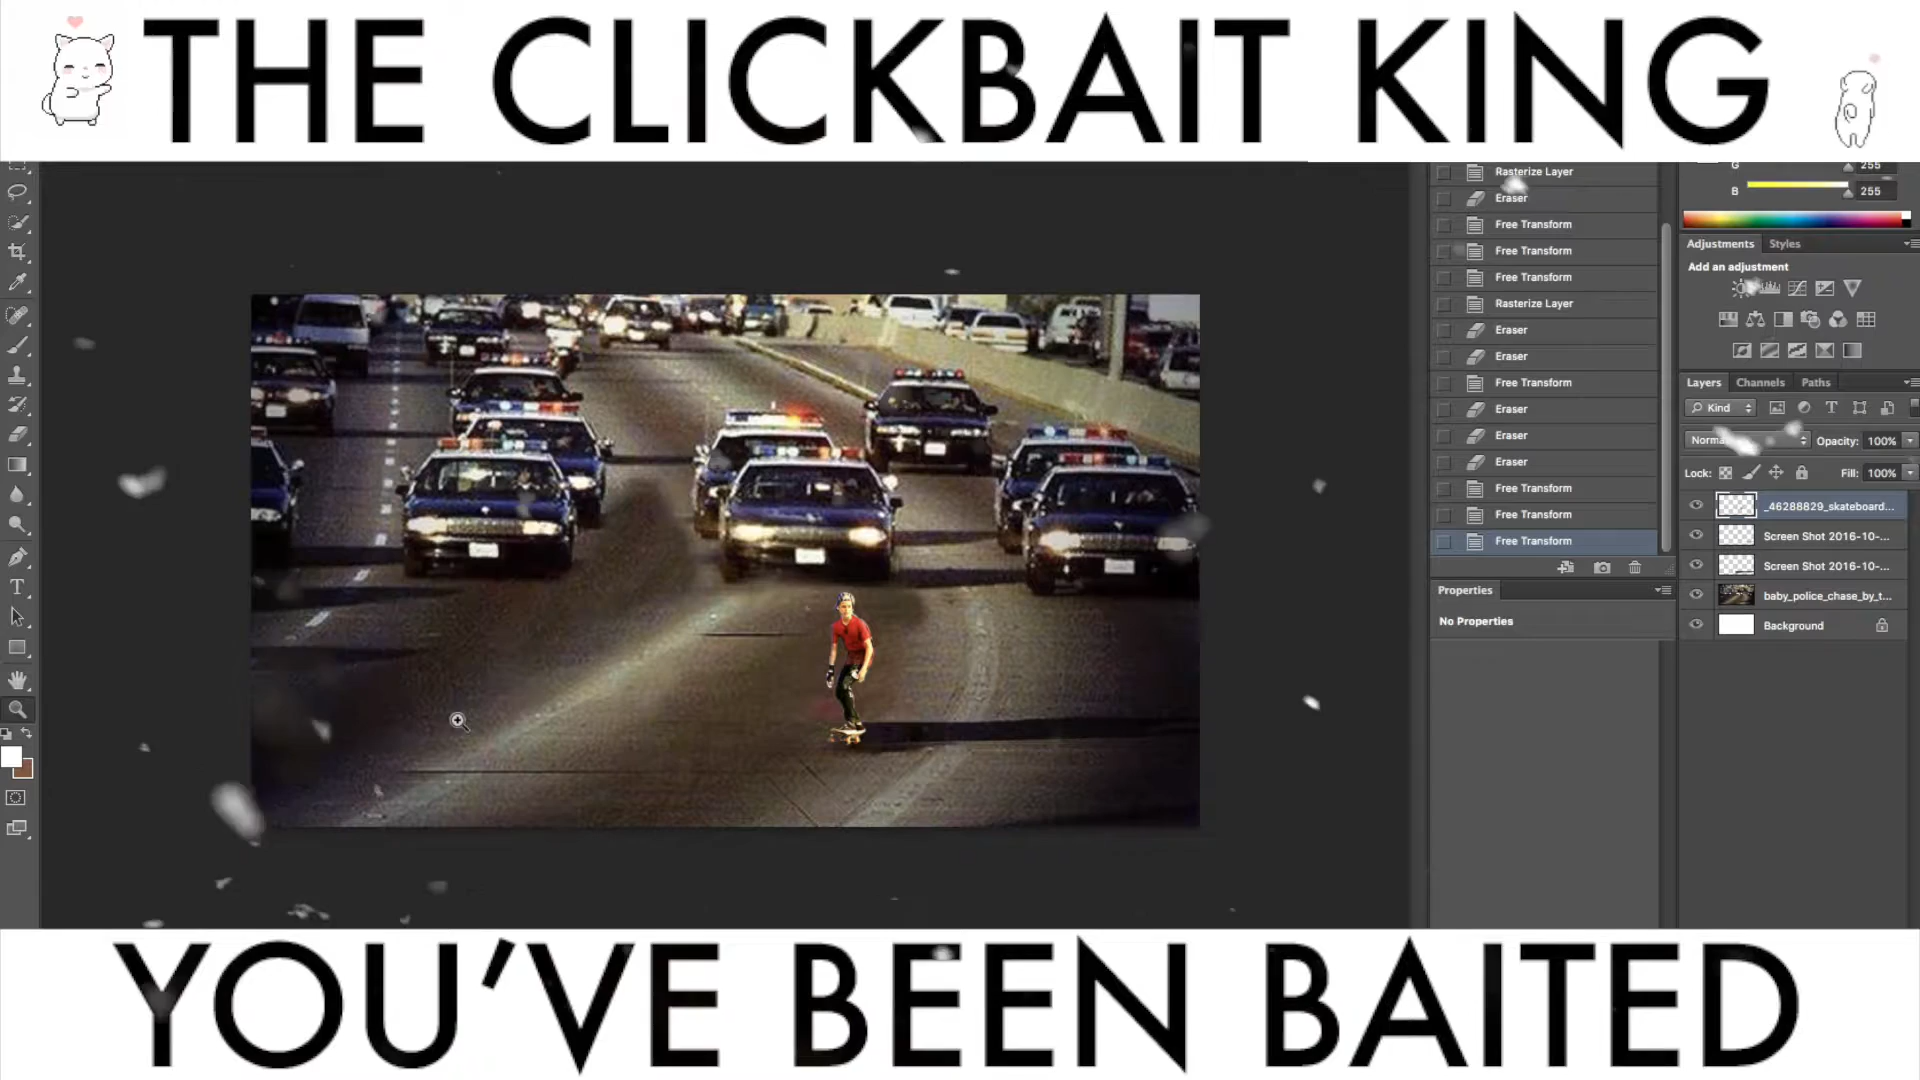 THE CLICKBAIT KING
G 255
Rasterize Layer
B 255
Eraser
Free Transform
Adjustments Styles
Free Transform
Add an adjustment
Free Transform
Rasterize Layer
Eraser
Eraser
Free Transform
Layers Channels Paths
Eraser
Kind
Eraser
Opacity: 100%
Eraser
Lock: Fill: 100%
Free Transform
_46288829_skateboard...
Free Transform
Screen Shot 2016-10-...
Free Transform
Screen Shot 2016-10-...
Properties
baby_police_chase_by_t...
No Properties
Background
YOU'VE BEEN BAITED